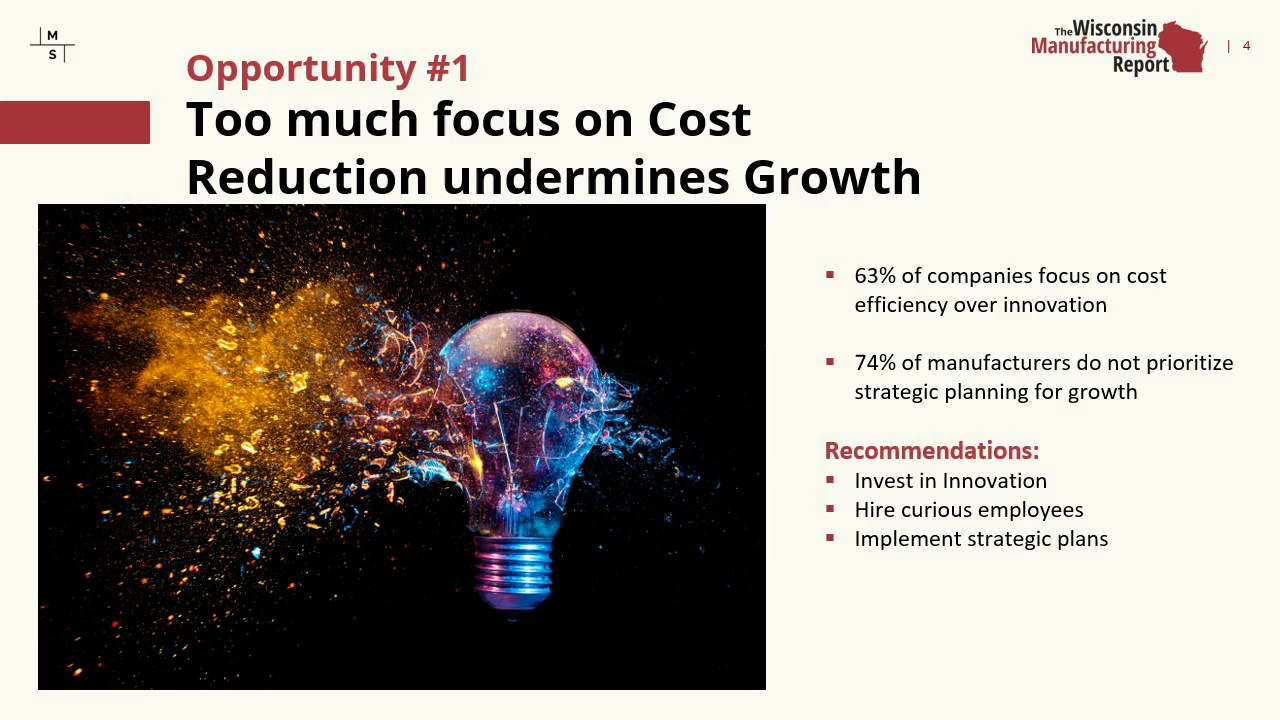 M
S
The Wisconsin
Manufacturing
Report
| 4
Opportunity #1
Too much focus on Cost
Reduction undermines Growth
▪ 63% of companies focus on cost
efficiency over innovation
▪ 74% of manufacturers do not prioritize
strategic planning for growth
Recommendations:
▪ Invest in Innovation
▪ Hire curious employees
▪ Implement strategic plans